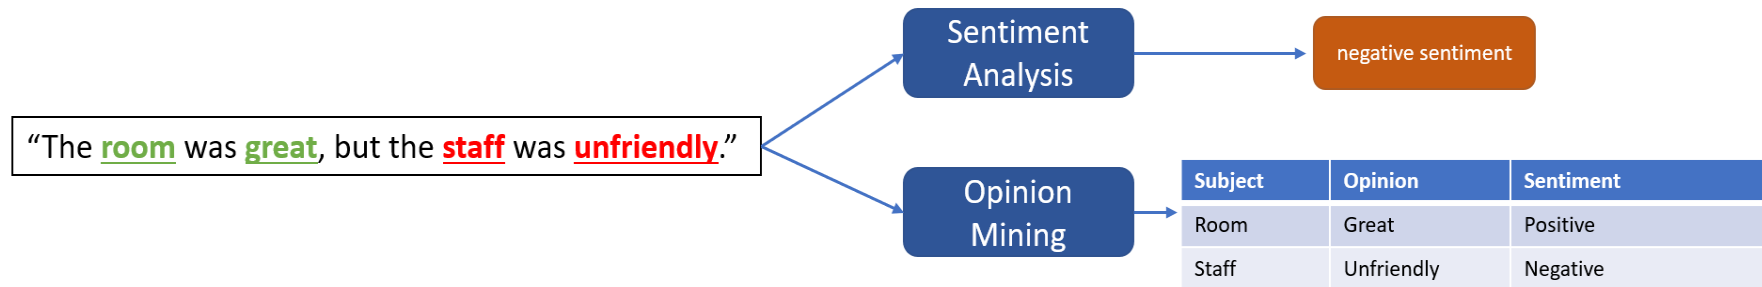 “The room was great, but the staff was unfriendly.”
Sentiment
Analysis
negative sentiment
Opinion
Mining
Subject Opinion Sentiment
Room Great Positive
Staff Unfriendly Negative